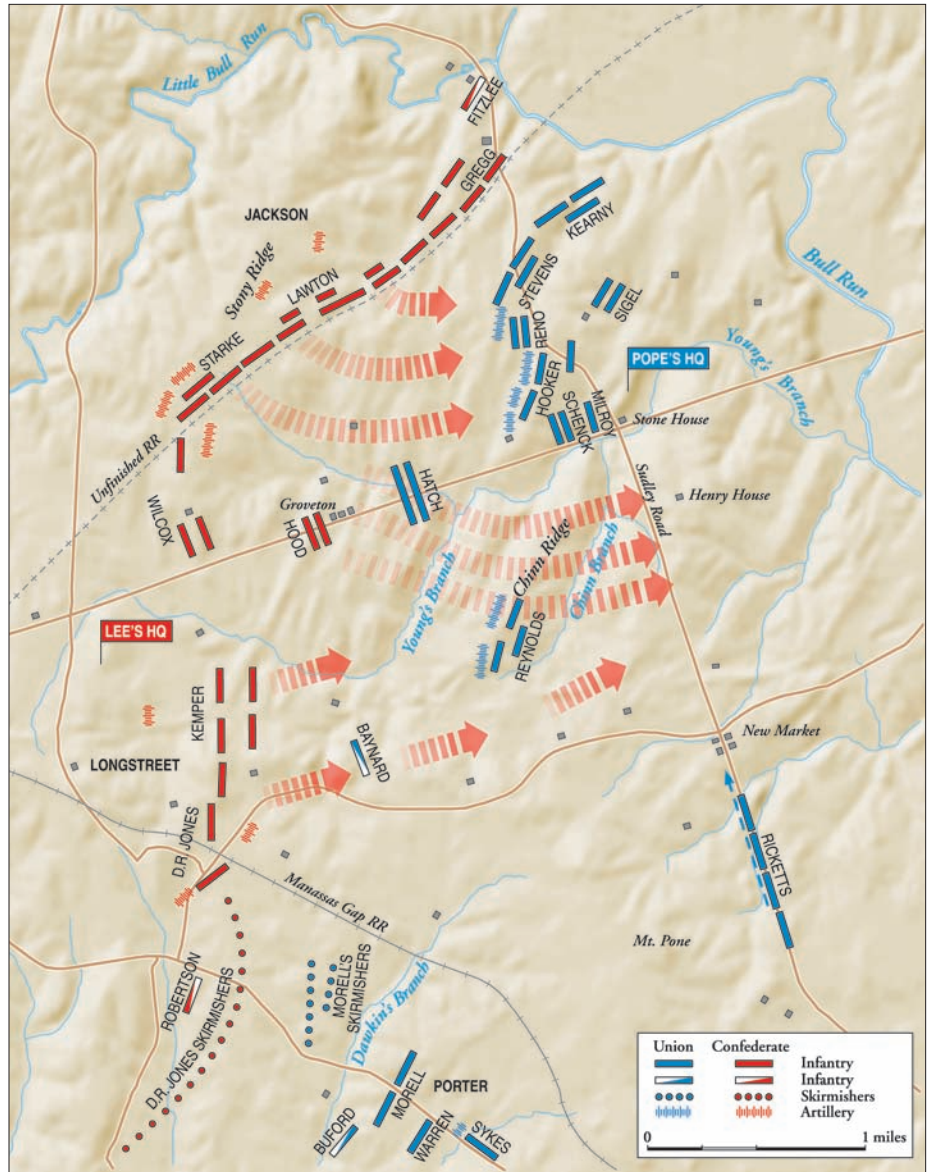 Little Bull Run
FITZLEE
GREGG
JACKSON
KEARNY
Stony Ridge
LAWTON
STEVENS
SIGEL
Bull Run
STARKE
RENO
POPE'S HQ
Young's Branch
HOOKER
SCHENCK
MILROY
Stone House
Unfinished RR
HATCH
Sudley Road
Henry House
WILCOX
Groveton
HOOD
Chinn Ridge
Chun Branch
Young's Branch
LEE'S HQ
REYNOLDS
KEMPER
BAYNARD
New Market
LONGSTREET
D.R. JONES
RICKETTS
Manassas Gap RR
Mt. Pone
ROBERTSON
MORELL'S
SKIRMISHERS
D.R. JONES SKIRMISHERS
Dawkin's Branch
PORTER
MORELL
BUFORD
WARREN
SYKES
Union Confederate
Infantry
Infantry
Skirmishers
Artillery
0 1 miles